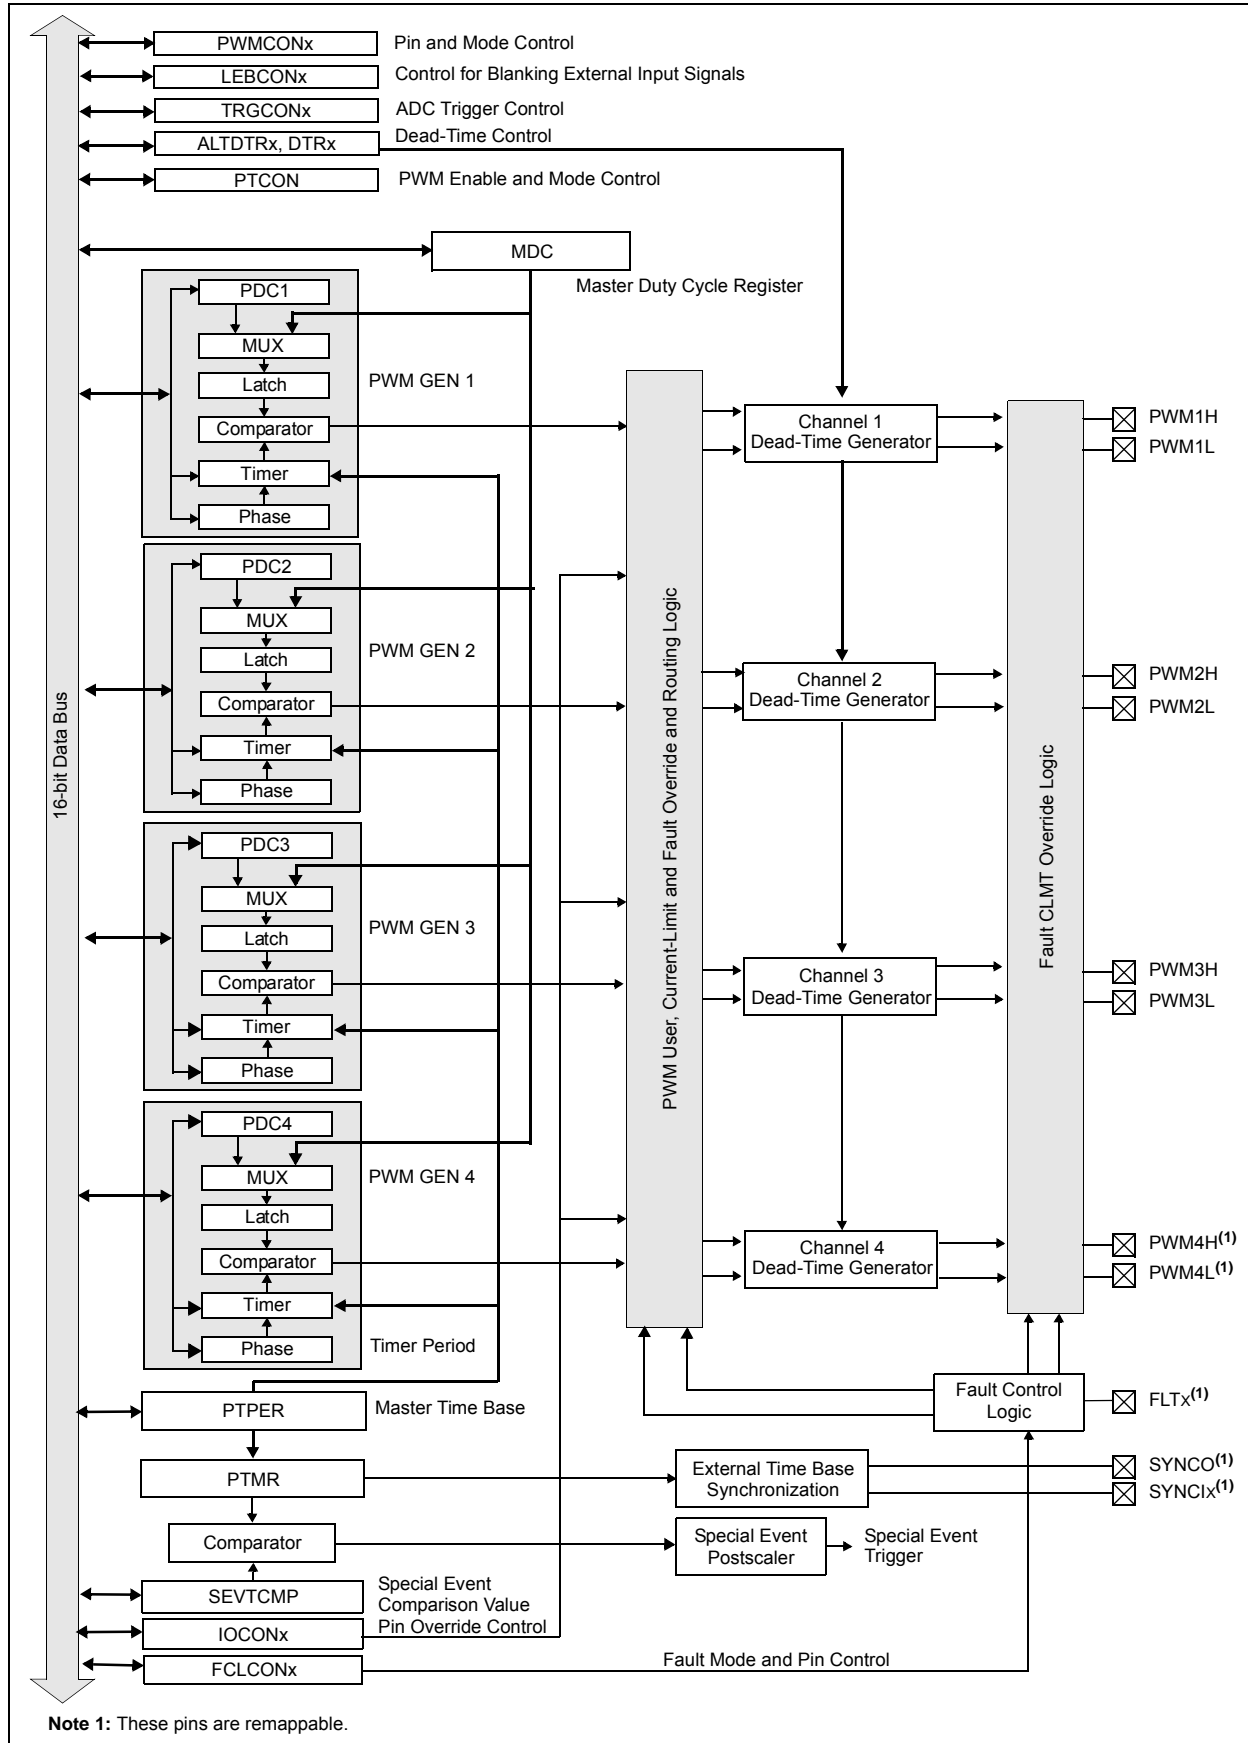 PWMCONx
Pin and Mode Control
LEBCONx
Control for Blanking External Input Signals
TRGCONx
ADC Trigger Control
ALTDTRx, DTRx
Dead-Time Control
PTCON
PWM Enable and Mode Control
MDC
Master Duty Cycle Register
16-bit Data Bus
PDC1
MUX
Latch
Comparator
Timer
Phase
PWM GEN 1
PDC2
MUX
Latch
Comparator
Timer
Phase
PWM GEN 2
PDC3
MUX
Latch
Comparator
Timer
Phase
PWM GEN 3
PDC4
MUX
Latch
Comparator
Timer
Phase
PWM GEN 4
Timer Period
PWM User, Current-Limit and Fault Override and Routing Logic
Channel 1
Dead-Time Generator
Channel 2
Dead-Time Generator
Channel 3
Dead-Time Generator
Channel 4
Dead-Time Generator
Fault CLMT Override Logic
PWM1H
PWM1L
PWM2H
PWM2L
PWM3H
PWM3L
PWM4H(1)
PWM4L(1)
PTPER
Master Time Base
Fault Control
Logic
FLTx(1)
PTMR
External Time Base
Synchronization
SYNCO(1)
SYNCIx(1)
Comparator
Special Event
Postscaler
Special Event
Trigger
SEVTCMP
Special Event
Comparison Value
IOCONx
Pin Override Control
FCLCONx
Fault Mode and Pin Control
Note 1: These pins are remappable.